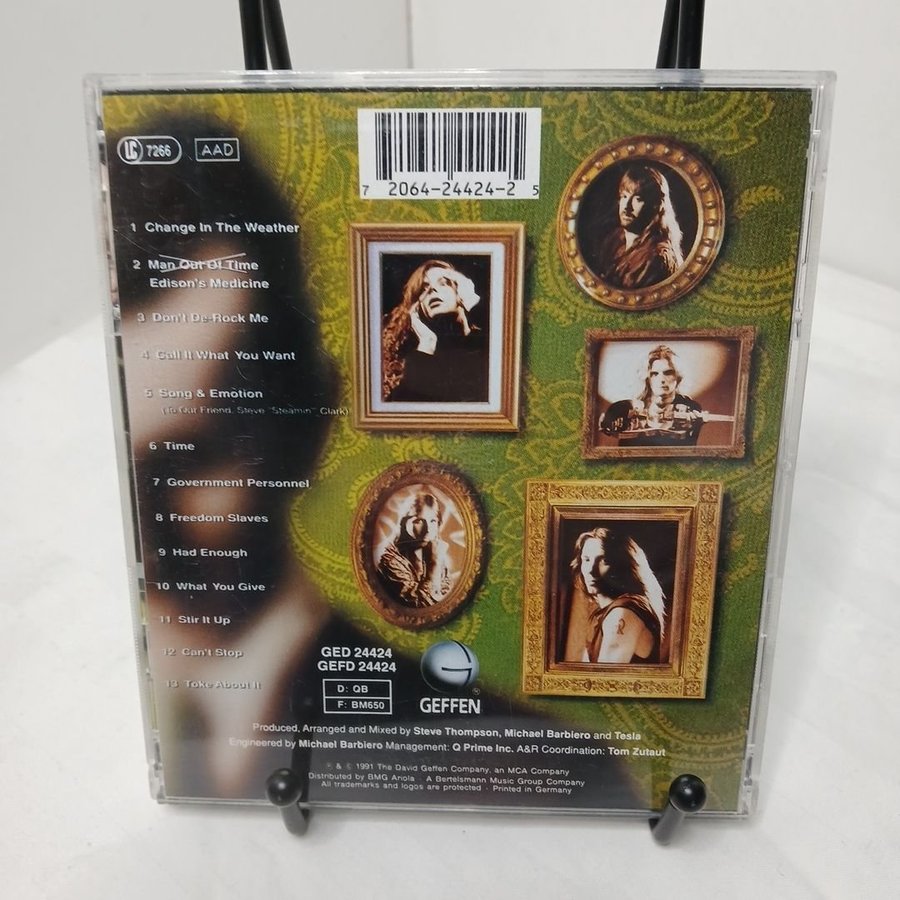 LC 7266 AAD
7 2064-24424-2 5
1 Change In The Weather
2 Man Out Of Time
Edison's Medicine
3 Don't De-Rock Me
4 Call It What You Want
5 Song & Emotion
(To Our Friend, Steve "Steamin'" Clark)
6 Time
7 Government Personnel
8 Freedom Slaves
9 Had Enough
10 What You Give
11 Stir It Up
12 Can't Stop
13 Toke About It
GED 24424
GEFD 24424
D: QB
F: BM650
GEFFEN ®
Produced, Arranged and Mixed by Steve Thompson, Michael Barbiero and Tesla
Engineered by Michael Barbiero Management: Q Prime Inc. A&R Coordination: Tom Zutaut
℗ & © 1991 The David Geffen Company, an MCA Company
Distributed by BMG Ariola · A Bertelsmann Music Group Company
All trademarks and logos are protected · Printed in Germany